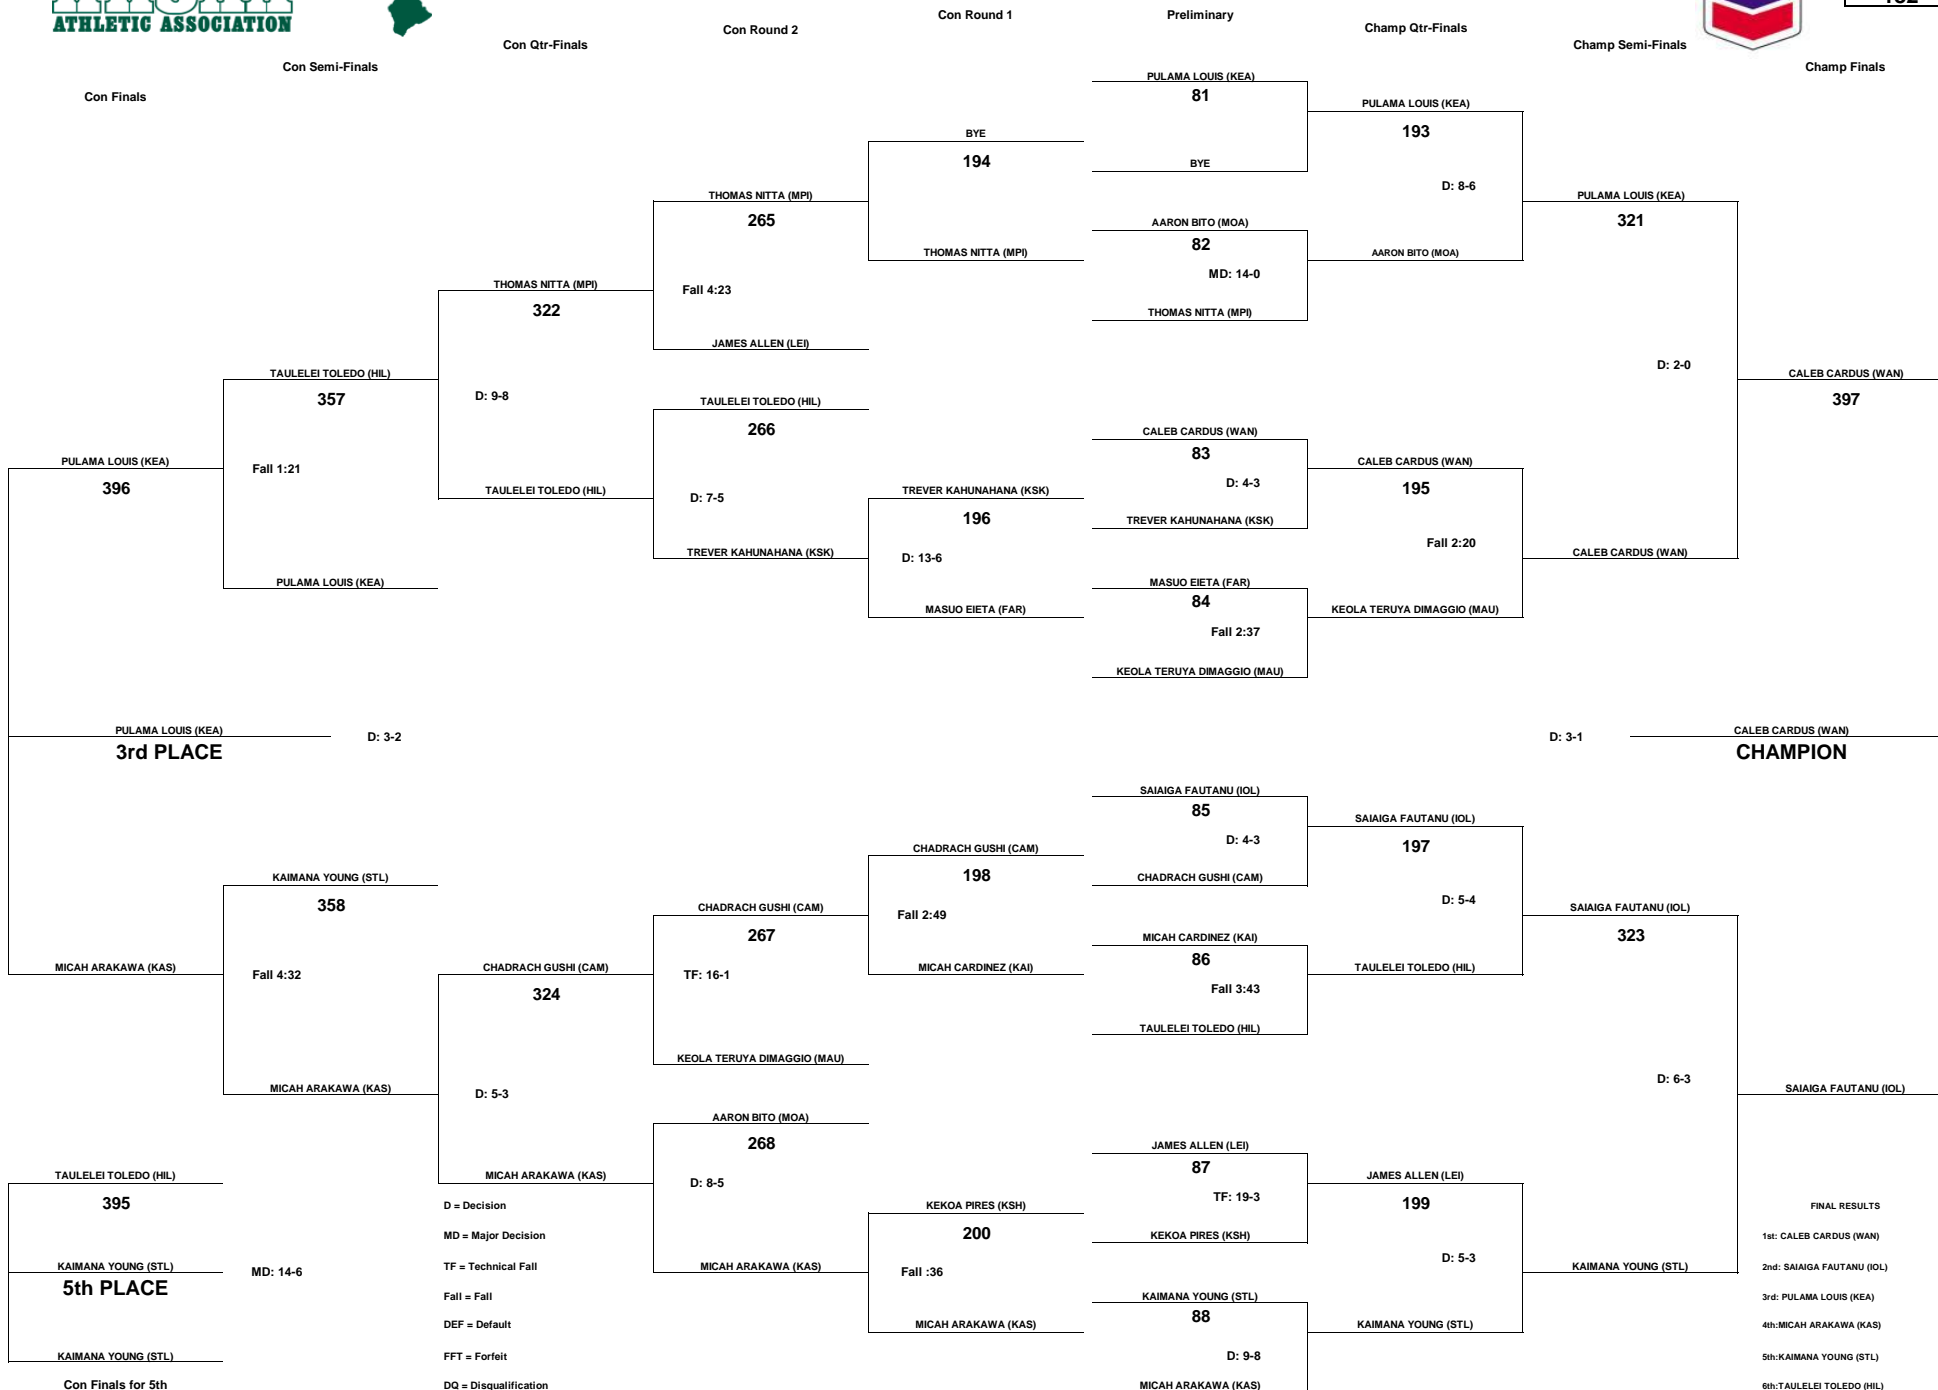 ATHLETIC ASSOCIATION
Con Round 1
Preliminary
Con Round 2
Champ Qtr-Finals
Con Qtr-Finals
Champ Semi-Finals
Con Semi-Finals
Champ Finals
Con Finals
PULAMA LOUIS (KEA)
81
PULAMA LOUIS (KEA)
193
BYE
194
BYE
D: 8-6
THOMAS NITTA (MPI)
265
PULAMA LOUIS (KEA)
321
AARON BITO (MOA)
82
THOMAS NITTA (MPI)
AARON BITO (MOA)
MD: 14-0
THOMAS NITTA (MPI)
322
Fall 4:23
THOMAS NITTA (MPI)
JAMES ALLEN (LEI)
D: 2-0
TAULELEI TOLEDO (HIL)
357
CALEB CARDUS (WAN)
397
D: 9-8
TAULELEI TOLEDO (HIL)
266
CALEB CARDUS (WAN)
83
PULAMA LOUIS (KEA)
396
Fall 1:21
CALEB CARDUS (WAN)
195
D: 4-3
TAULELEI TOLEDO (HIL)
D: 7-5
TREVER KAHUNAHANA (KSK)
196
TREVER KAHUNAHANA (KSK)
Fall 2:20
TREVER KAHUNAHANA (KSK)
D: 13-6
CALEB CARDUS (WAN)
PULAMA LOUIS (KEA)
MASUO EIETA (FAR)
84
MASUO EIETA (FAR)
KEOLA TERUYA DIMAGGIO (MAU)
Fall 2:37
KEOLA TERUYA DIMAGGIO (MAU)
PULAMA LOUIS (KEA)
3rd PLACE
D: 3-2
D: 3-1
CALEB CARDUS (WAN)
CHAMPION
SAIAIGA FAUTANU (IOL)
85
SAIAIGA FAUTANU (IOL)
197
D: 4-3
CHADRACH GUSHI (CAM)
198
CHADRACH GUSHI (CAM)
KAIMANA YOUNG (STL)
358
D: 5-4
CHADRACH GUSHI (CAM)
267
Fall 2:49
SAIAIGA FAUTANU (IOL)
323
MICAH CARDINEZ (KAI)
86
MICAH ARAKAWA (KAS)
Fall 4:32
CHADRACH GUSHI (CAM)
324
TF: 16-1
MICAH CARDINEZ (KAI)
TAULELEI TOLEDO (HIL)
Fall 3:43
TAULELEI TOLEDO (HIL)
KEOLA TERUYA DIMAGGIO (MAU)
D: 6-3
MICAH ARAKAWA (KAS)
D: 5-3
SAIAIGA FAUTANU (IOL)
AARON BITO (MOA)
268
JAMES ALLEN (LEI)
87
TAULELEI TOLEDO (HIL)
395
MICAH ARAKAWA (KAS)
D: 8-5
JAMES ALLEN (LEI)
199
TF: 19-3
D = Decision
KEKOA PIRES (KSH)
200
FINAL RESULTS
MD = Major Decision
KEKOA PIRES (KSH)
1st: CALEB CARDUS (WAN)
D: 5-3
KAIMANA YOUNG (STL)
5th PLACE
MD: 14-6
TF = Technical Fall
MICAH ARAKAWA (KAS)
Fall :36
KAIMANA YOUNG (STL)
2nd: SAIAIGA FAUTANU (IOL)
Fall = Fall
KAIMANA YOUNG (STL)
88
3rd: PULAMA LOUIS (KEA)
DEF = Default
MICAH ARAKAWA (KAS)
KAIMANA YOUNG (STL)
4th:MICAH ARAKAWA (KAS)
KAIMANA YOUNG (STL)
FFT = Forfeit
D: 9-8
5th:KAIMANA YOUNG (STL)
Con Finals for 5th
DQ = Disqualification
MICAH ARAKAWA (KAS)
6th:TAULELEI TOLEDO (HIL)